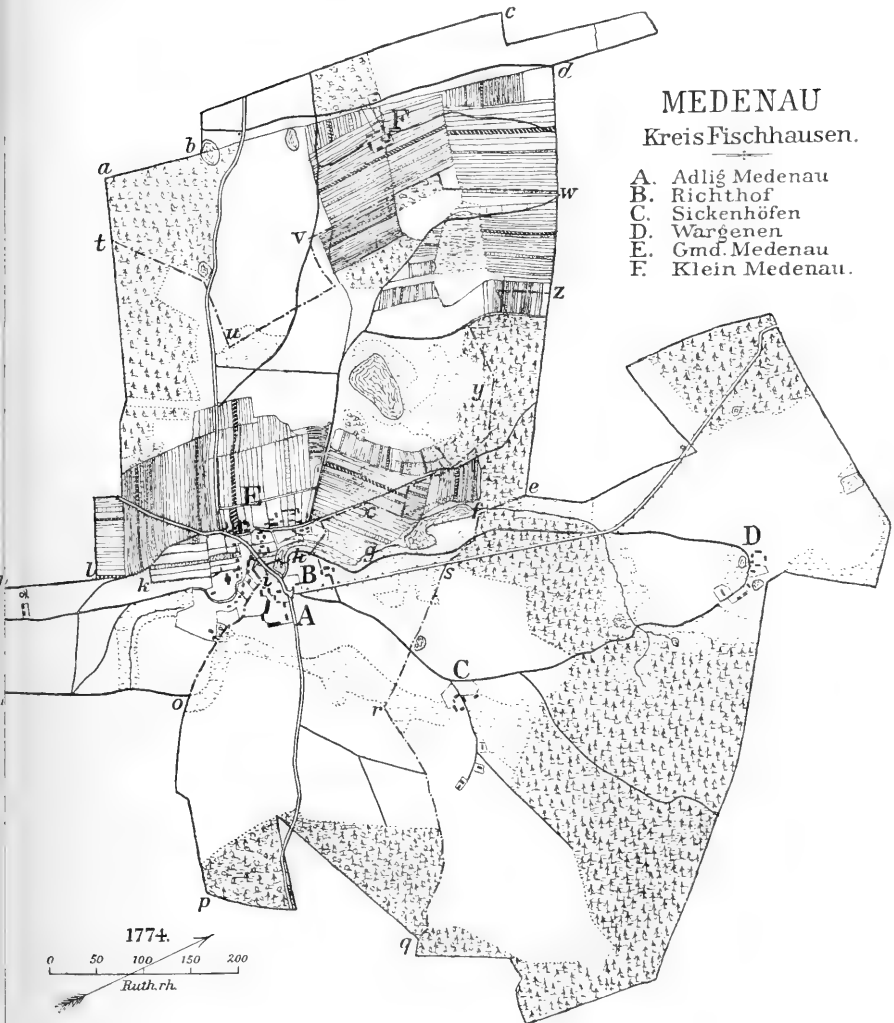 MEDENAU
Kreis Fischhausen.
A. Adlig Medenau
B. Richthof
C. Sickenhöfen
D. Wargenen
E. Gmd. Medenau
F. Klein Medenau.
c
d
b
F
a
w
t
v
z
u
y
E
x
e
f
g
k
l
h
B
s
D
i
A
C
o
r
p
q
1774.
0 50 100 150 200
Ruth. rh.